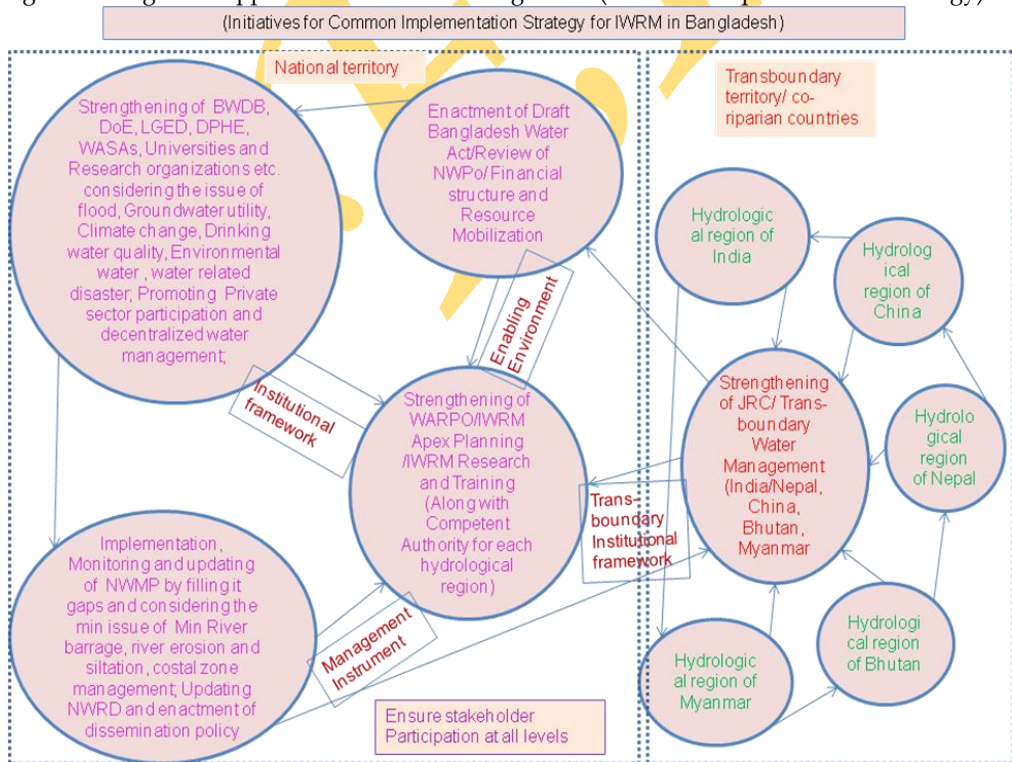 (Initiatives for Common Implementation Strategy for IWRM in Bangladesh)
National territory
Strengthening of BWDB,
DoE, LGED, DPHE,
WASAs, Universities and
Research organizations etc.
considering the issue of
flood, Groundwater utility,
Climate change, Drinking
water quality, Environmental
water , water related
disaster; Promoting Private
sector participation and
decentralized water
management;
Enactment of Draft
Bangladesh Water
Act/Review of
NWPo/ Financial
structure and
Resource
Mobilization
Enabling
Environment
Institutional
framework
Strengthening of
WARPO/IWRM
Apex Planning
/IWRM Research
and Training
(Along with
Competent
Authority for each
hydrological
region)
Implementation,
Monitoring and updating
of NWMP by filling it
gaps and considering the
min issue of Min River
barrage, river erosion and
siltation, costal zone
management; Updating
NWRD and enactment of
dissemination policy
Management
Instrument
Ensure stakeholder
Participation at all levels
Trans-
boundary
Institutional
framework
Transboundary
territory/ co-
riparian countries
Hydrologic
al region of
India
Hydrolog
ical
region of
China
Strengthening
of JRC/ Trans-
boundary
Water
Management
(India/Nepal,
China,
Bhutan,
Myanmar
Hydrolo
gical
region
of Nepal
Hydrologi
cal region
of Bhutan
Hydrologic
al region of
Myanmar